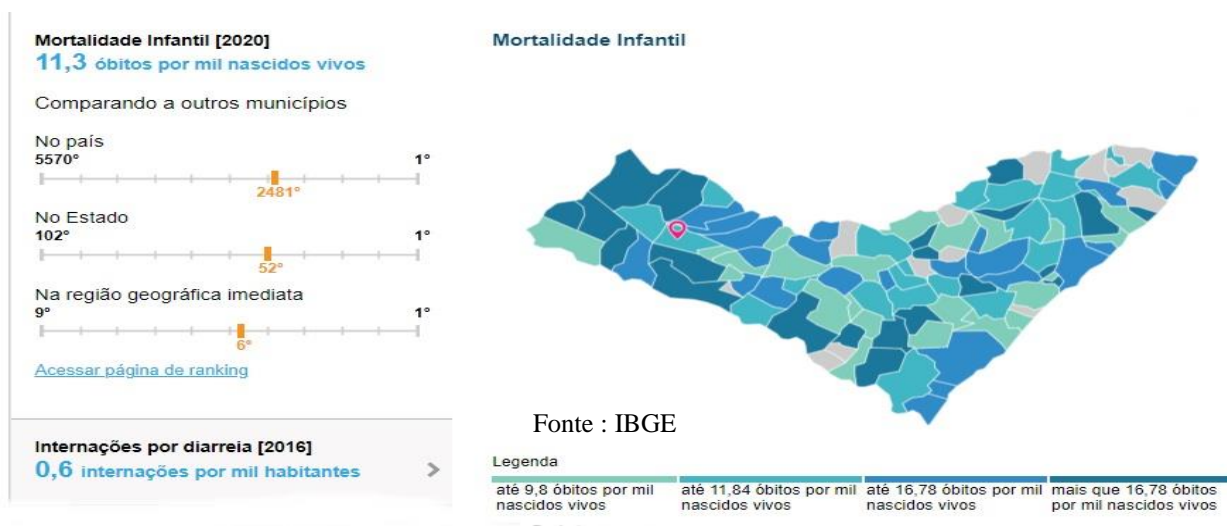 Mortalidade Infantil [2020]
11,3 óbitos por mil nascidos vivos
Comparando a outros municípios
No país
5570° 1°
2481°
No Estado
102° 1°
52°
Na região geográfica imediata
9° 1°
6°
Acessar página de ranking
Internações por diarreia [2016]
0,6 internações por mil habitantes
Mortalidade Infantil
Fonte : IBGE
Legenda
até 9,8 óbitos por mil
nascidos vivos
até 11,84 óbitos por mil
nascidos vivos
até 16,78 óbitos por mil
nascidos vivos
mais que 16,78 óbitos
por mil nascidos vivos